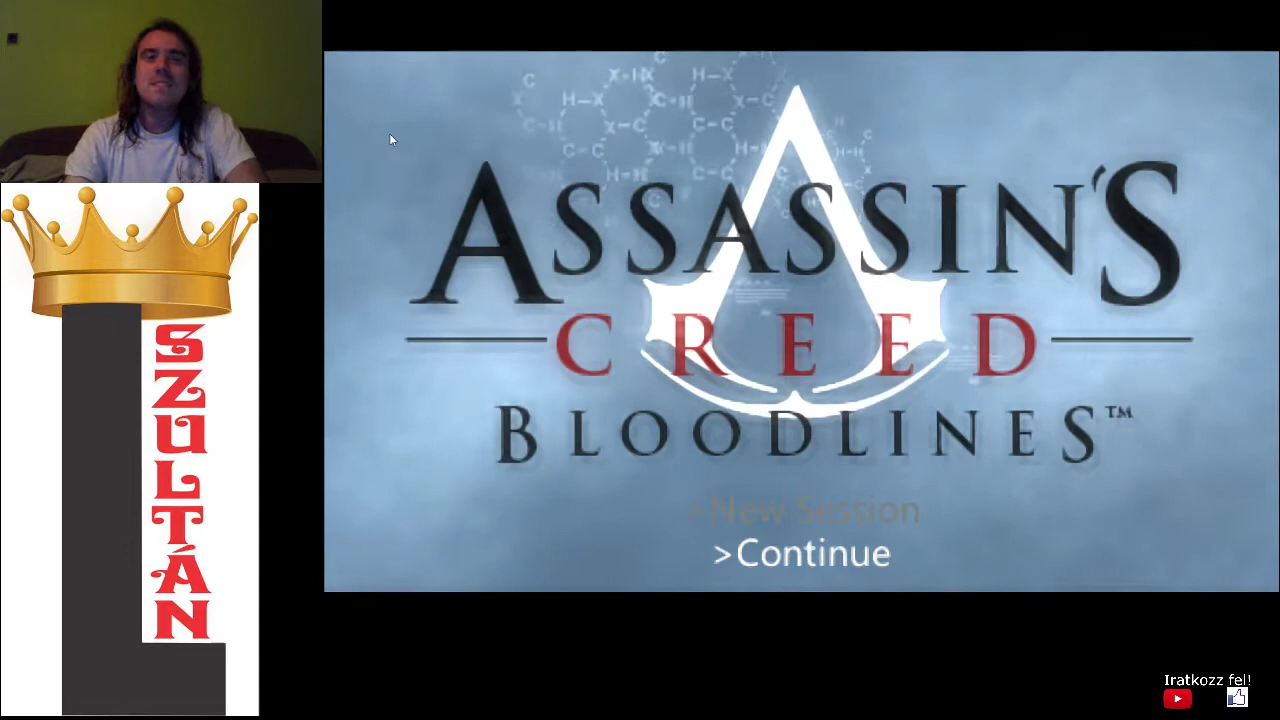 L
SZULTÁN
ASSASSIN'S
CREED
BLOODLINES™
>New Session
>Continue
Iratkozz fel!